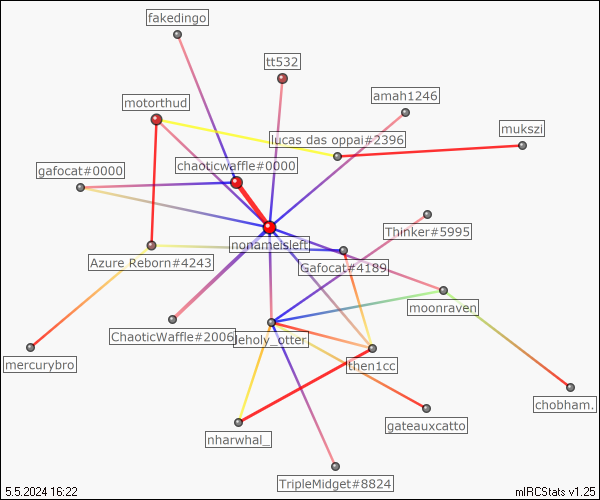 fakedingo
tt532
motorthud
amah1246
mukszi
lucas das oppai#2396
chaoticwaffle#0000
gafocat#0000
Thinker#5995
nonameisleft
Azure Reborn#4243
Gafocat#4189
moonraven
ChaoticWaffle#2006
leholy_otter
then1cc
mercurybro
chobham.
gateauxcatto
nharwhal_
TripleMidget#8824
5.5.2024 16:22
mIRCStats v1.25